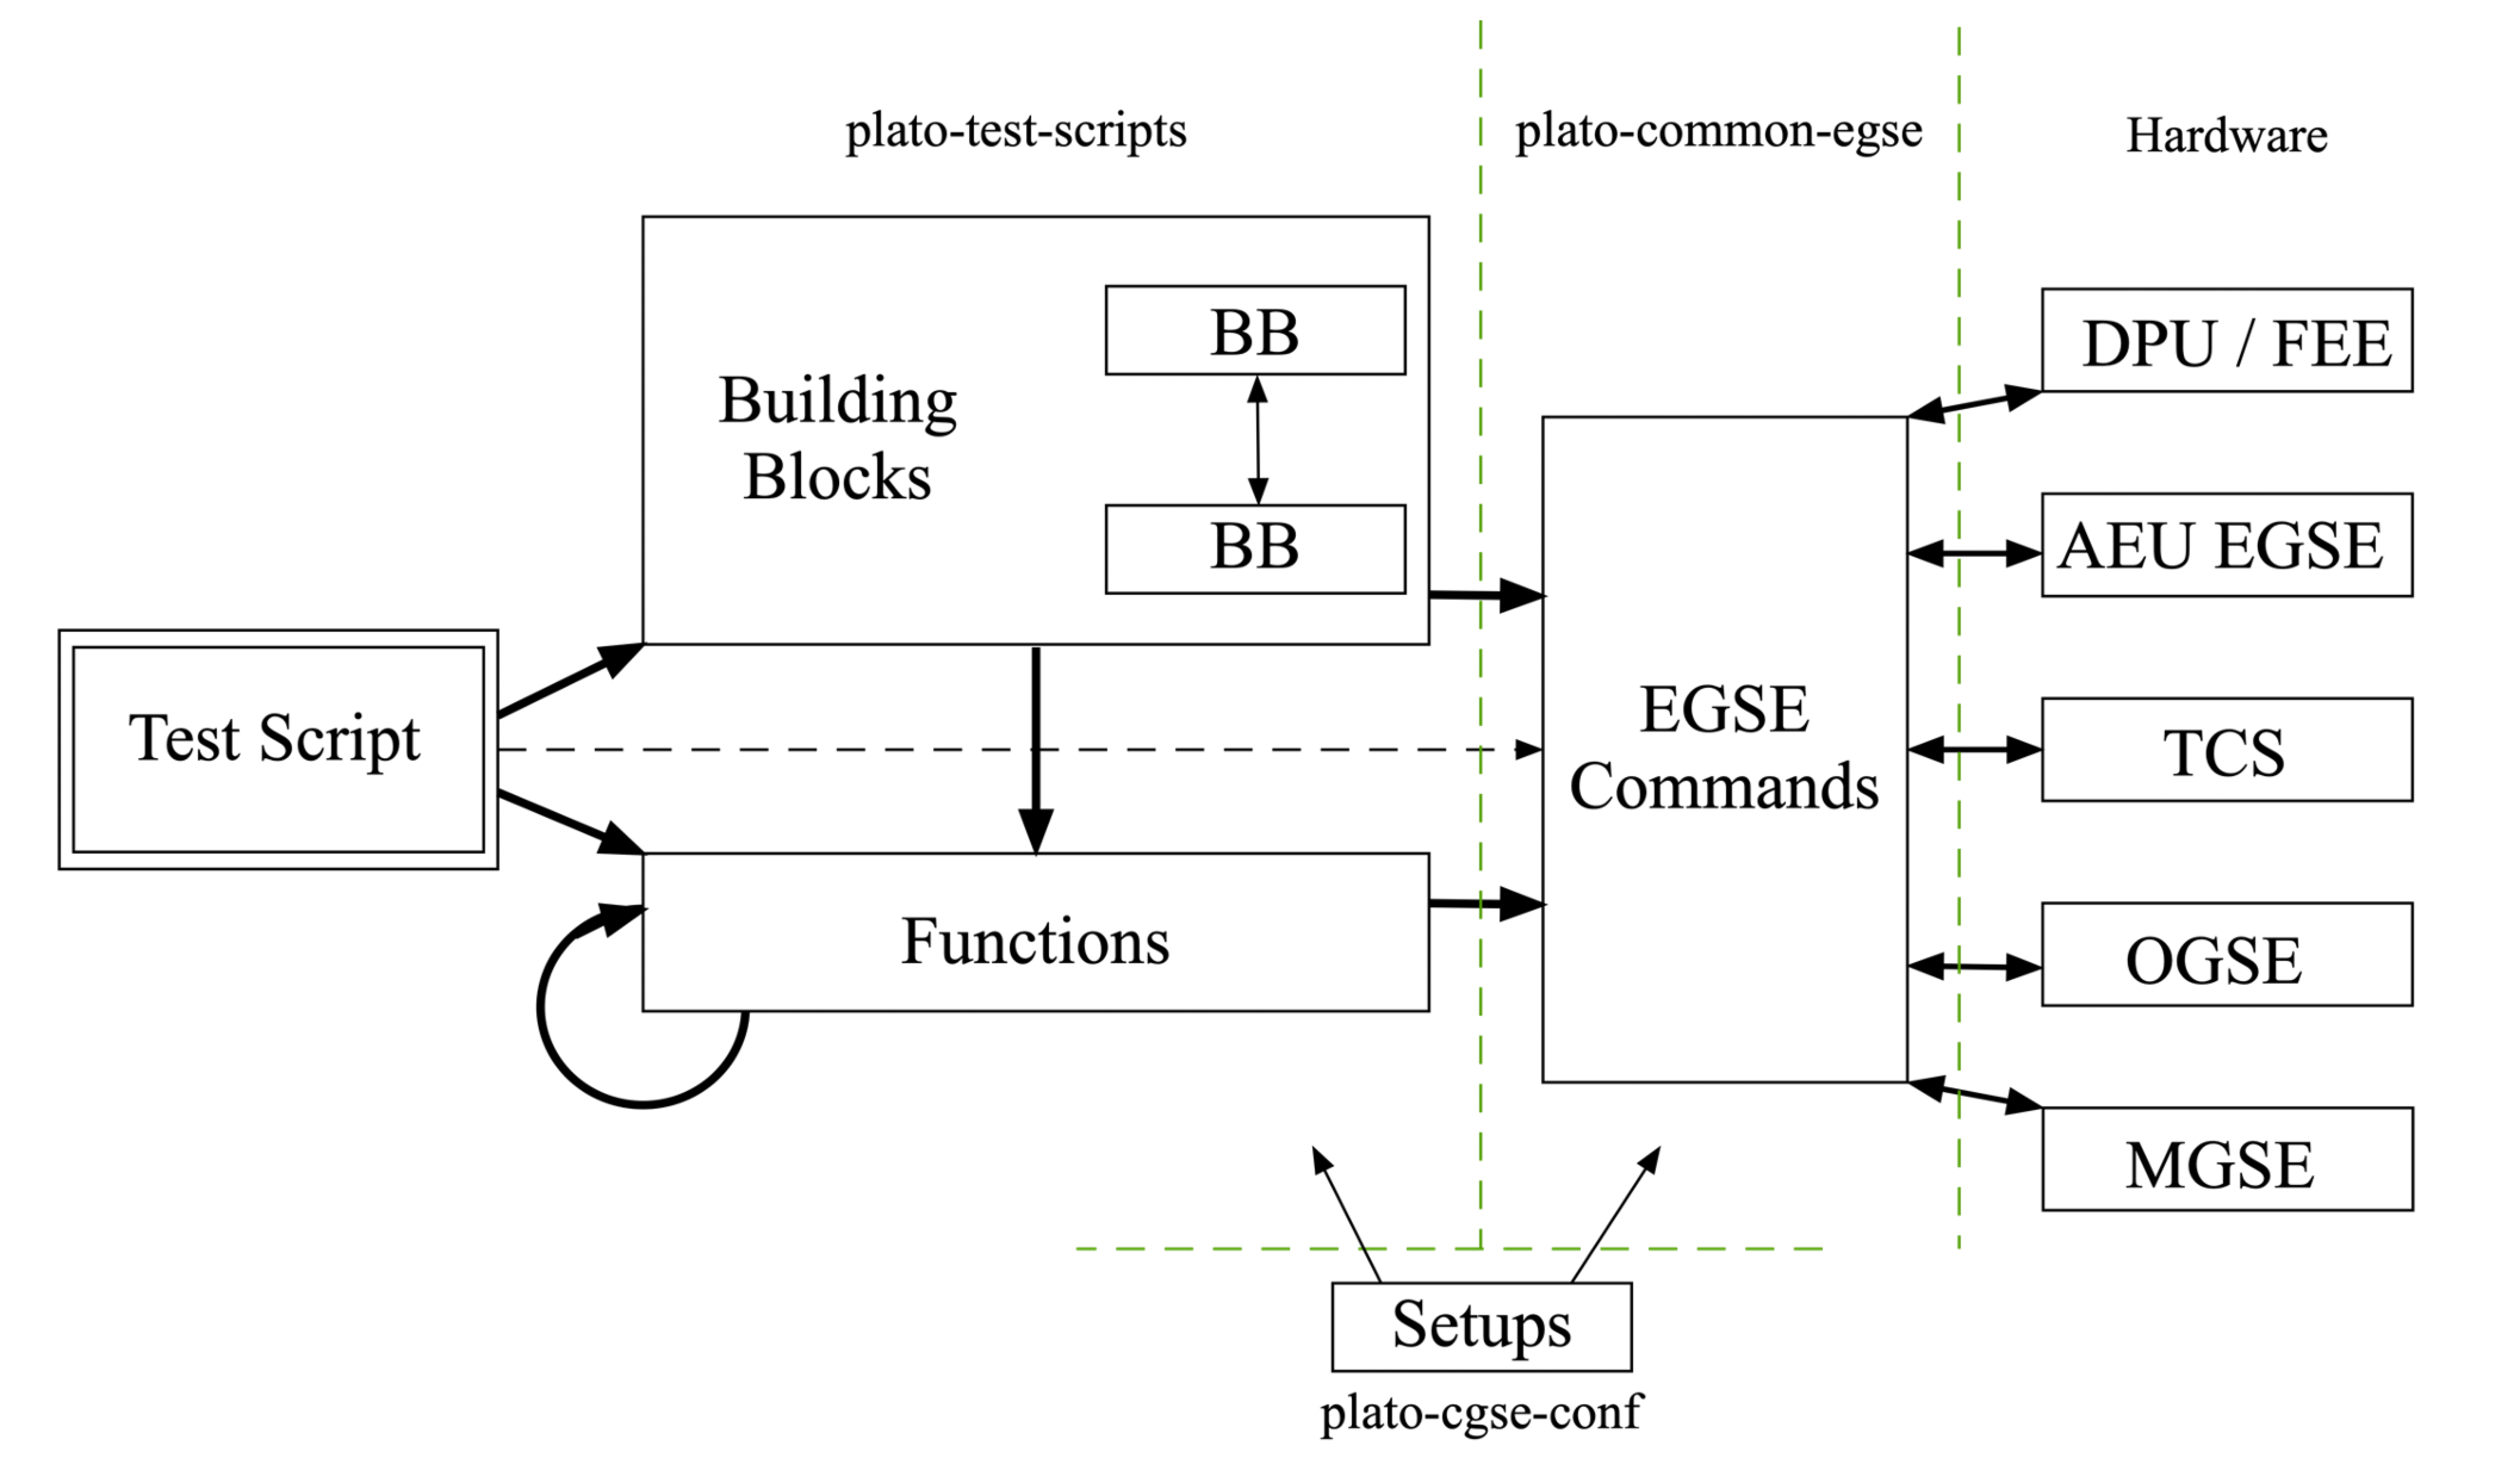 plato-test-scripts
plato-common-egse
Hardware
Building
Blocks
BB
BB
Test Script
Functions
EGSE
Commands
DPU / FEE
AEU EGSE
TCS
OGSE
MGSE
Setups
plato-cgse-conf